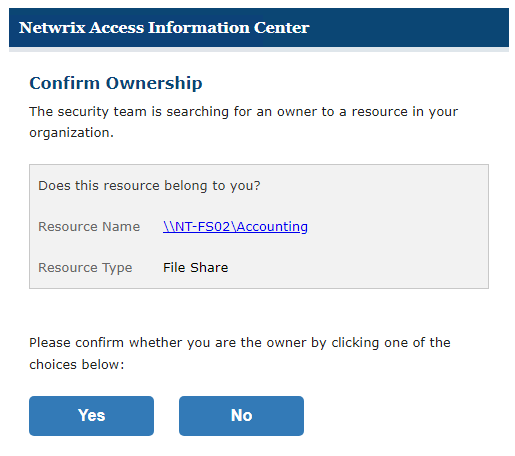 Netwrix Access Information Center
Confirm Ownership
The security team is searching for an owner to a resource in your
organization.
Does this resource belong to you?
Resource Name \\NT-FS02\Accounting
Resource Type File Share
Please confirm whether you are the owner by clicking one of the
choices below:
Yes No